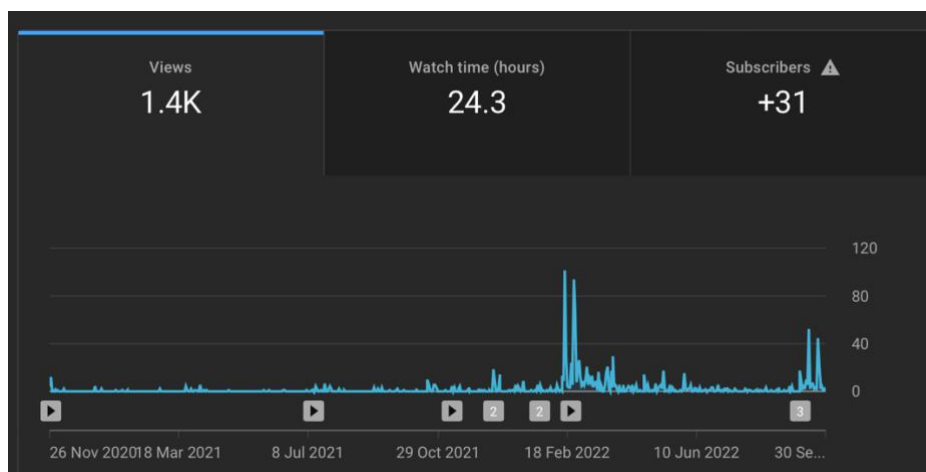 Views
1.4K
Watch time (hours)
24.3
Subscribers
+31
120
80
40
0
2
2
3
26 Nov 2020
18 Mar 2021
8 Jul 2021
29 Oct 2021
18 Feb 2022
10 Jun 2022
30 Se...